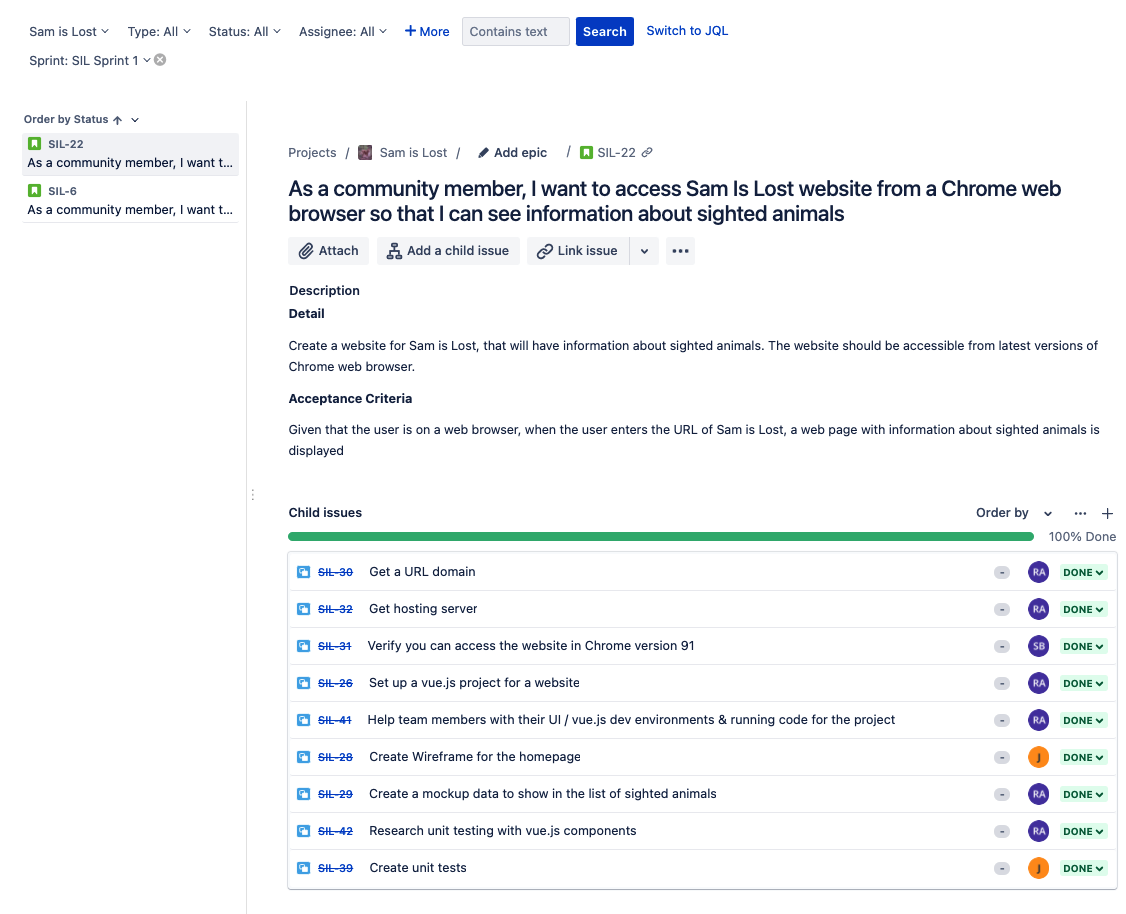 Sam is Lost Type: All Status: All Assignee: All + More Contains text Search Switch to JQL
Sprint: SIL Sprint 1
Order by Status
SIL-22
As a community member, I want t...
SIL-6
As a community member, I want t...
Projects / Sam is Lost / Add epic / SIL-22
As a community member, I want to access Sam Is Lost website from a Chrome web
browser so that I can see information about sighted animals
Attach Add a child issue Link issue
Description
Detail
Create a website for Sam is Lost, that will have information about sighted animals. The website should be accessible from latest versions of
Chrome web browser.
Acceptance Criteria
Given that the user is on a web browser, when the user enters the URL of Sam is Lost, a web page with information about sighted animals is
displayed
Child issues Order by
100% Done
SIL-30 Get a URL domain - RA DONE
SIL-32 Get hosting server - RA DONE
SIL-31 Verify you can access the website in Chrome version 91 - SB DONE
SIL-26 Set up a vue.js project for a website - RA DONE
SIL-41 Help team members with their UI / vue.js dev environments & running code for the project - RA DONE
SIL-28 Create Wireframe for the homepage - J DONE
SIL-29 Create a mockup data to show in the list of sighted animals - RA DONE
SIL-42 Research unit testing with vue.js components - RA DONE
SIL-39 Create unit tests - J DONE